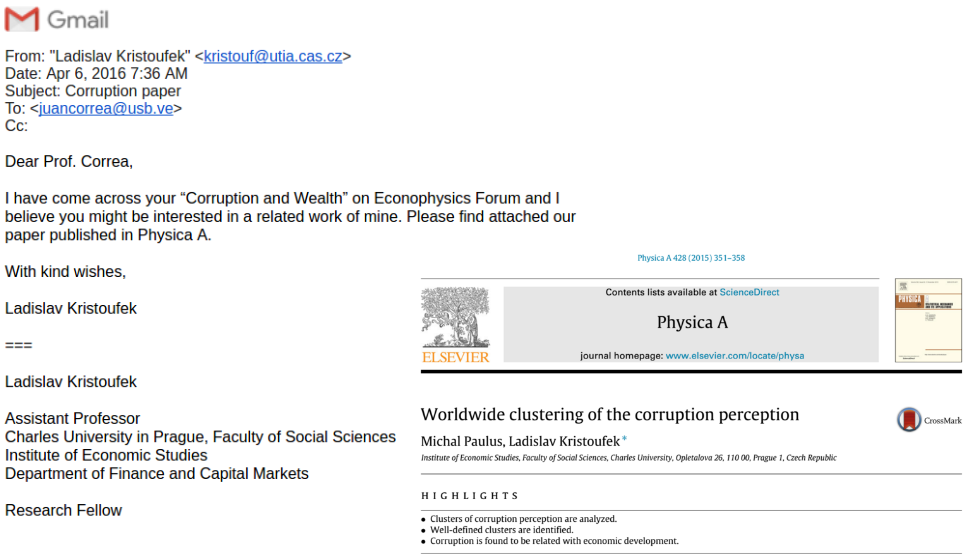 Gmail
From: "Ladislav Kristoufek" <kristouf@utia.cas.cz>
Date: Apr 6, 2016 7:36 AM
Subject: Corruption paper
To: <juancorrea@usb.ve>
Cc:
Dear Prof. Correa,
I have come across your “Corruption and Wealth” on Econophysics Forum and I
believe you might be interested in a related work of mine. Please find attached our
paper published in Physica A.
With kind wishes,
Ladislav Kristoufek
===
Ladislav Kristoufek
Assistant Professor
Charles University in Prague, Faculty of Social Sciences
Institute of Economic Studies
Department of Finance and Capital Markets
Research Fellow
Physica A 428 (2015) 351–358
Contents lists available at ScienceDirect
Physica A
journal homepage: www.elsevier.com/locate/physa
ELSEVIER
PHYSICA
Worldwide clustering of the corruption perception
CrossMark
Michal Paulus, Ladislav Kristoufek *
Institute of Economic Studies, Faculty of Social Sciences, Charles University, Opletalova 26, 110 00, Prague 1, Czech Republic
HIGHLIGHTS
• Clusters of corruption perception are analyzed.
• Well-defined clusters are identified.
• Corruption is found to be related with economic development.